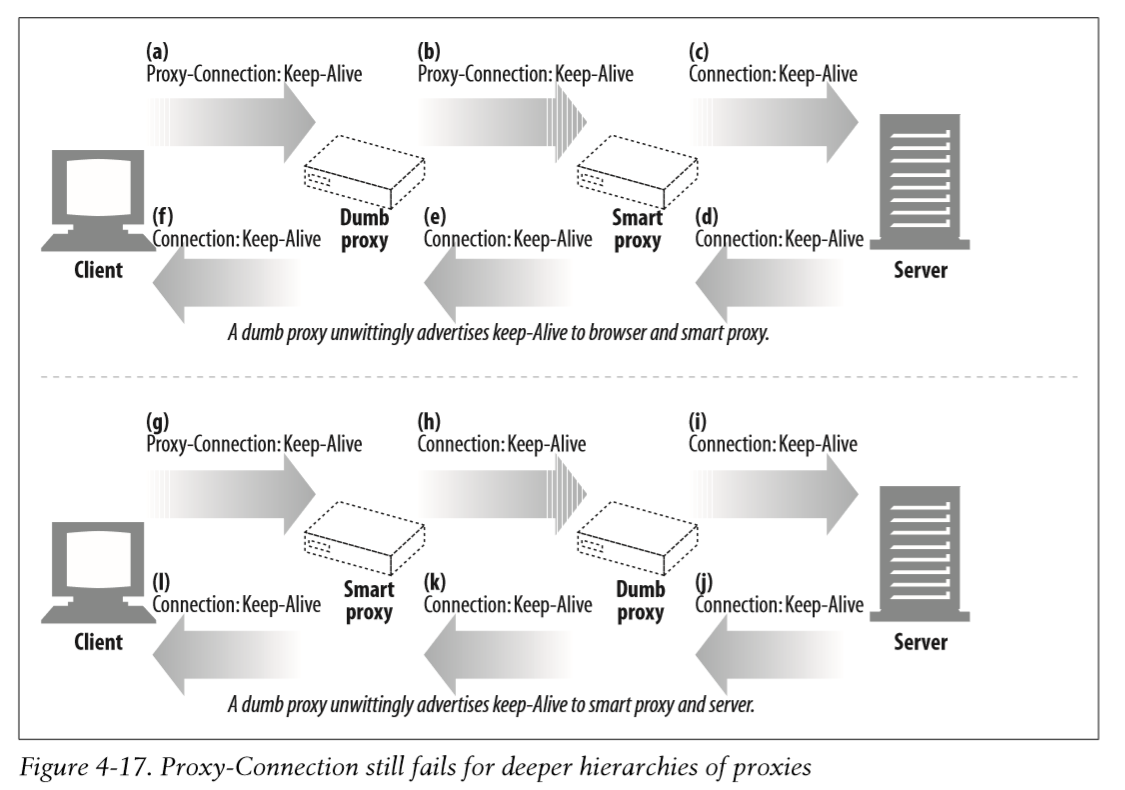 (a)
Proxy-Connection: Keep-Alive
(b)
Proxy-Connection: Keep-Alive
(c)
Connection: Keep-Alive
(f)
Connection: Keep-Alive
Dumb
proxy
(e)
Connection: Keep-Alive
Smart
proxy
(d)
Connection: Keep-Alive
Client
Server
A dumb proxy unwittingly advertises keep-Alive to browser and smart proxy.
(g)
Proxy-Connection: Keep-Alive
(h)
Connection: Keep-Alive
(i)
Connection: Keep-Alive
(l)
Connection: Keep-Alive
Smart
proxy
(k)
Connection: Keep-Alive
Dumb
proxy
(j)
Connection: Keep-Alive
Client
Server
A dumb proxy unwittingly advertises keep-Alive to smart proxy and server.
Figure 4-17. Proxy-Connection still fails for deeper hierarchies of proxies